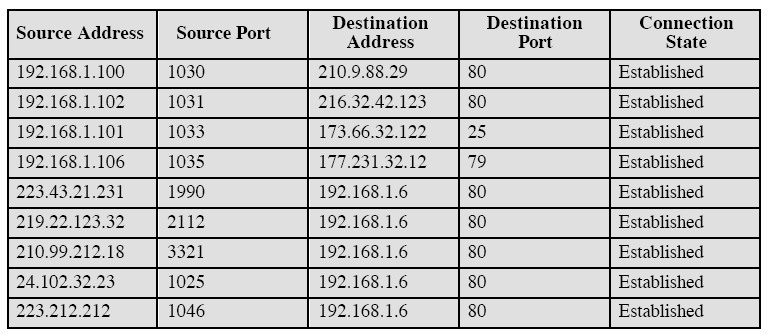 Source Address Source Port Destination Address Destination Port Connection State
192.168.1.100 1030 210.9.88.29 80 Established
192.168.1.102 1031 216.32.42.123 80 Established
192.168.1.101 1033 173.66.32.122 25 Established
192.168.1.106 1035 177.231.32.12 79 Established
223.43.21.231 1990 192.168.1.6 80 Established
219.22.123.32 2112 192.168.1.6 80 Established
210.99.212.18 3321 192.168.1.6 80 Established
24.102.32.23 1025 192.168.1.6 80 Established
223.212.212 1046 192.168.1.6 80 Established